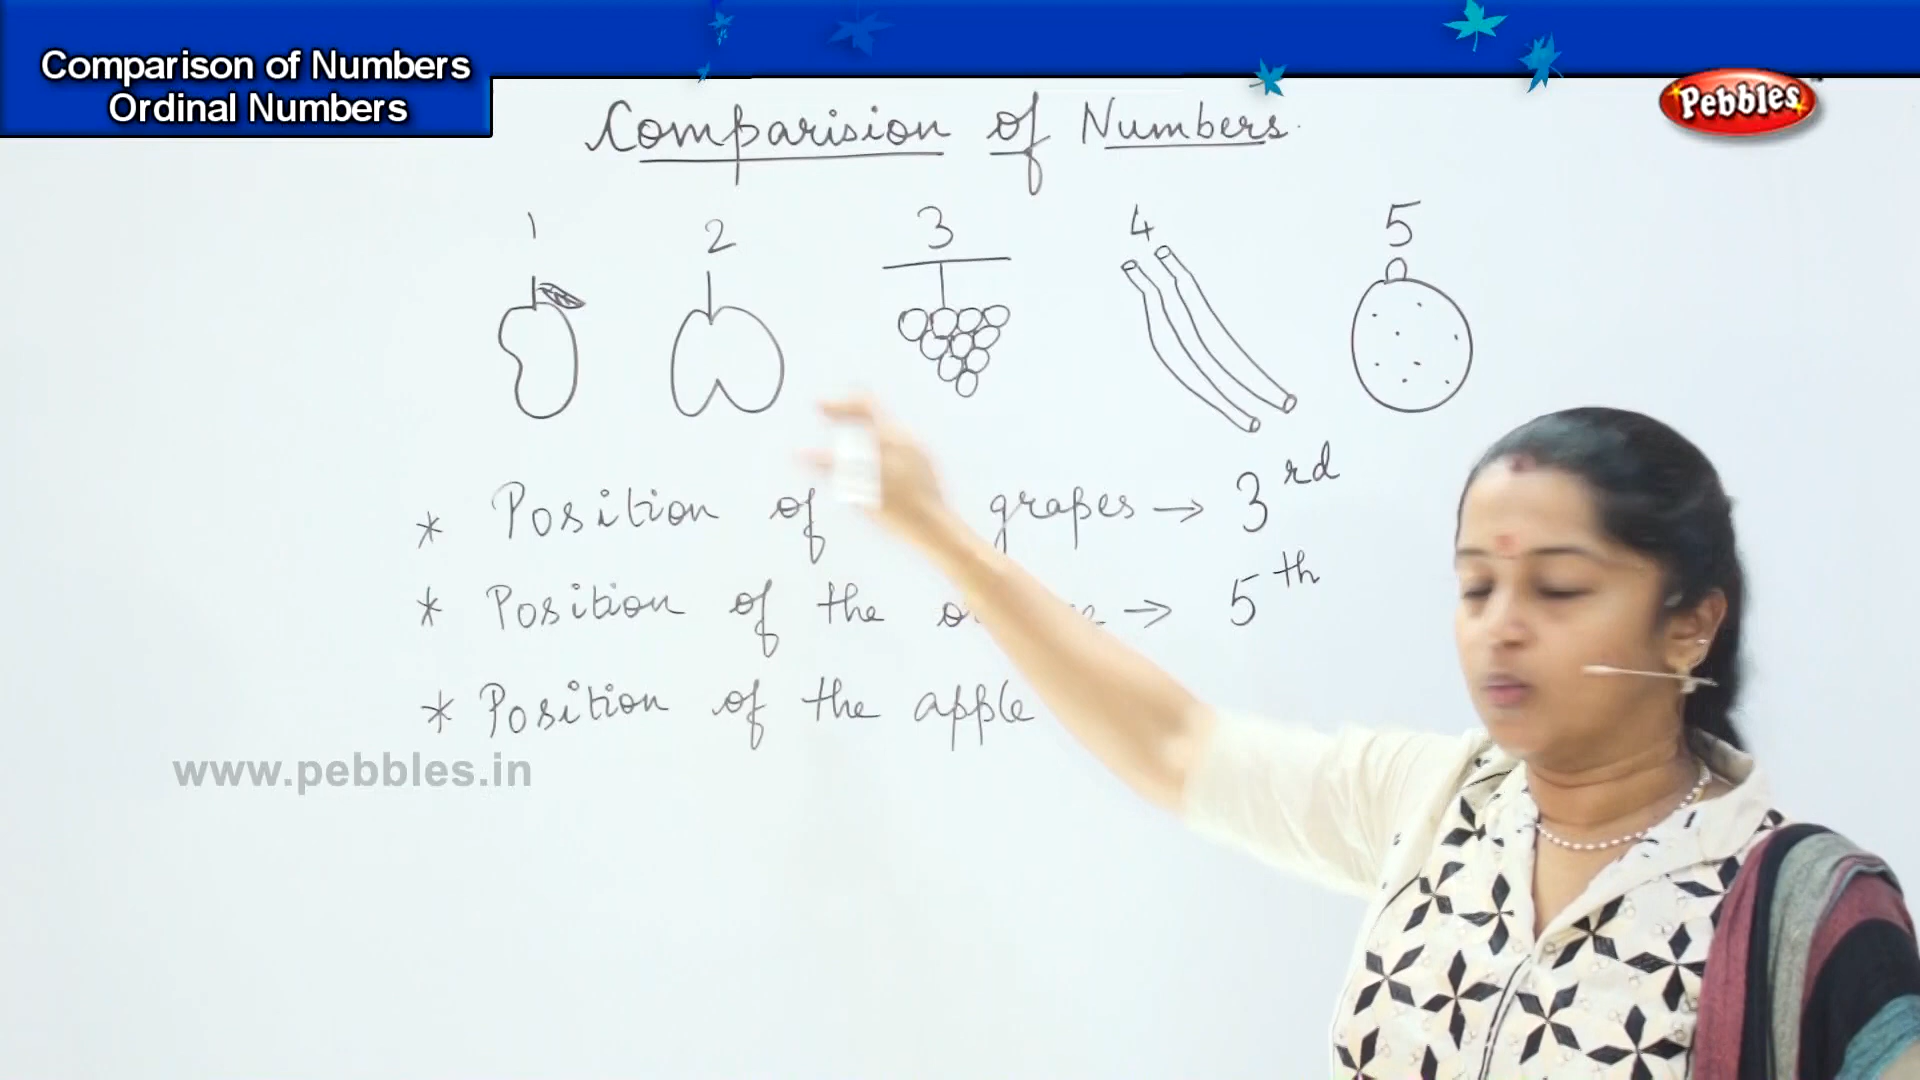 Comparison of Numbers
Ordinal Numbers
Pebbles
Comparision of Numbers.
1 2 3 4 5
* Position of grapes → 3rd
* Position of the → 5th
* Position of the apple
www.pebbles.in